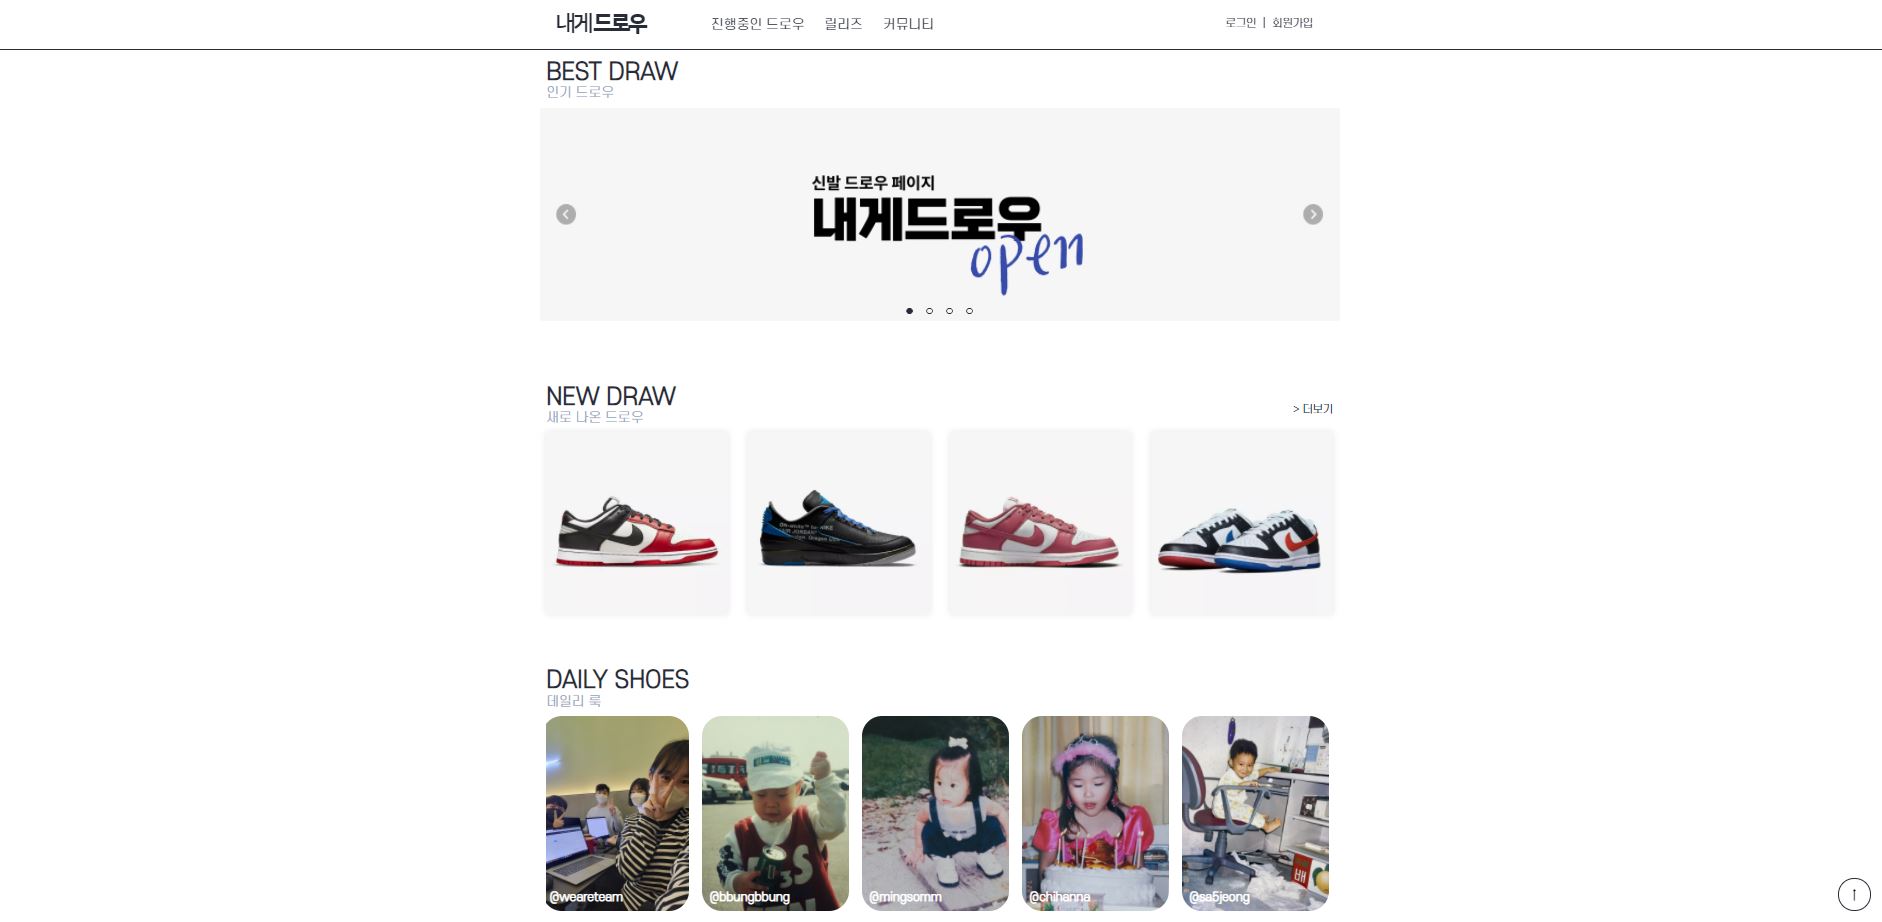 내게드로우 진행중인 드로우 릴리즈 커뮤니티 로그인 | 회원가입
BEST DRAW
인기 드로우
신발 드로우 페이지
내게드로우
open
NEW DRAW
새로 나온 드로우
> 더보기
DAILY SHOES
데일리 룩
@weareteam
@bbungbbung
@mingsomm
@chihanna
@sa5jeong